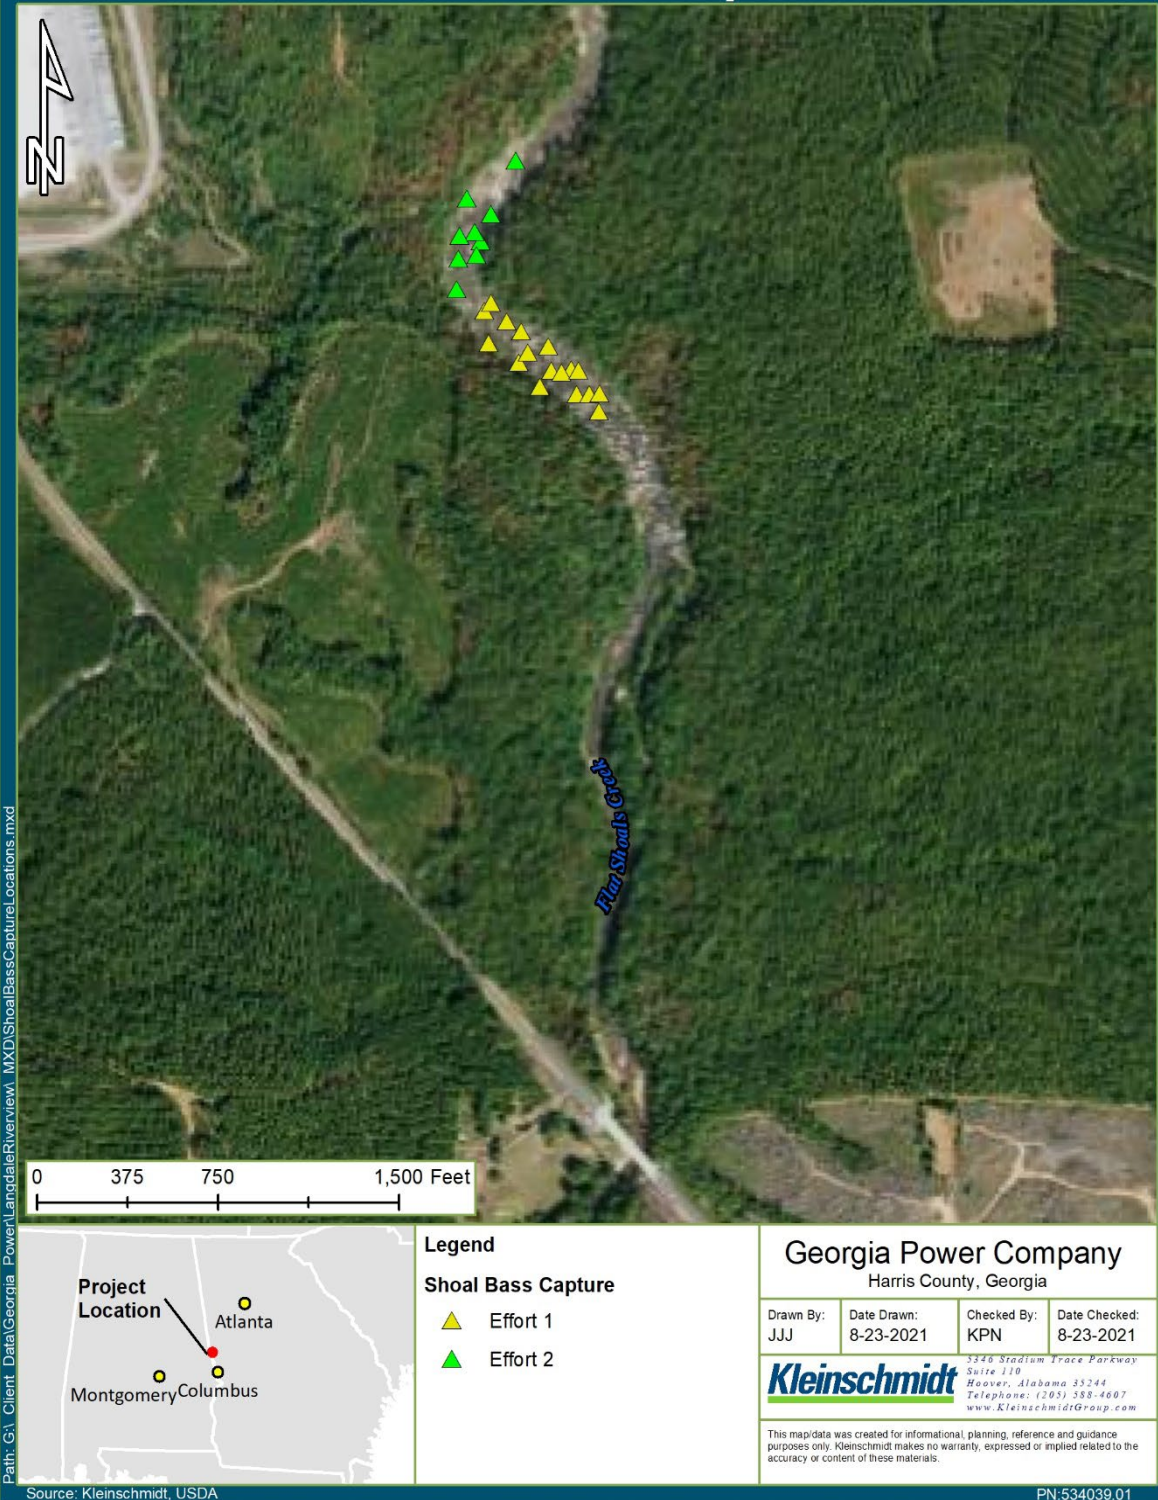 N
Flat Shoals Creek
0 375 750 1,500 Feet
Project
Location
Atlanta
Montgomery
Columbus
Legend
Shoal Bass Capture
Effort 1
Effort 2
Georgia Power Company
Harris County, Georgia
Drawn By:
JJJ
Date Drawn:
8-23-2021
Checked By:
KPN
Date Checked:
8-23-2021
Kleinschmidt
5346 Stadium Trace Parkway
Suite 110
Hoover, Alabama 35244
Telephone: (205) 588-4607
www.KleinschmidtGroup.com
This map/data was created for informational, planning, reference and guidance
purposes only. Kleinschmidt makes no warranty, expressed or implied related to the
accuracy or content of these materials.
Path: G:\ Client Data\Georgia Power\LangdaleRiverview\ MXD\ShoalBassCaptureLocations.mxd
Source: Kleinschmidt, USDA
PN:534039.01